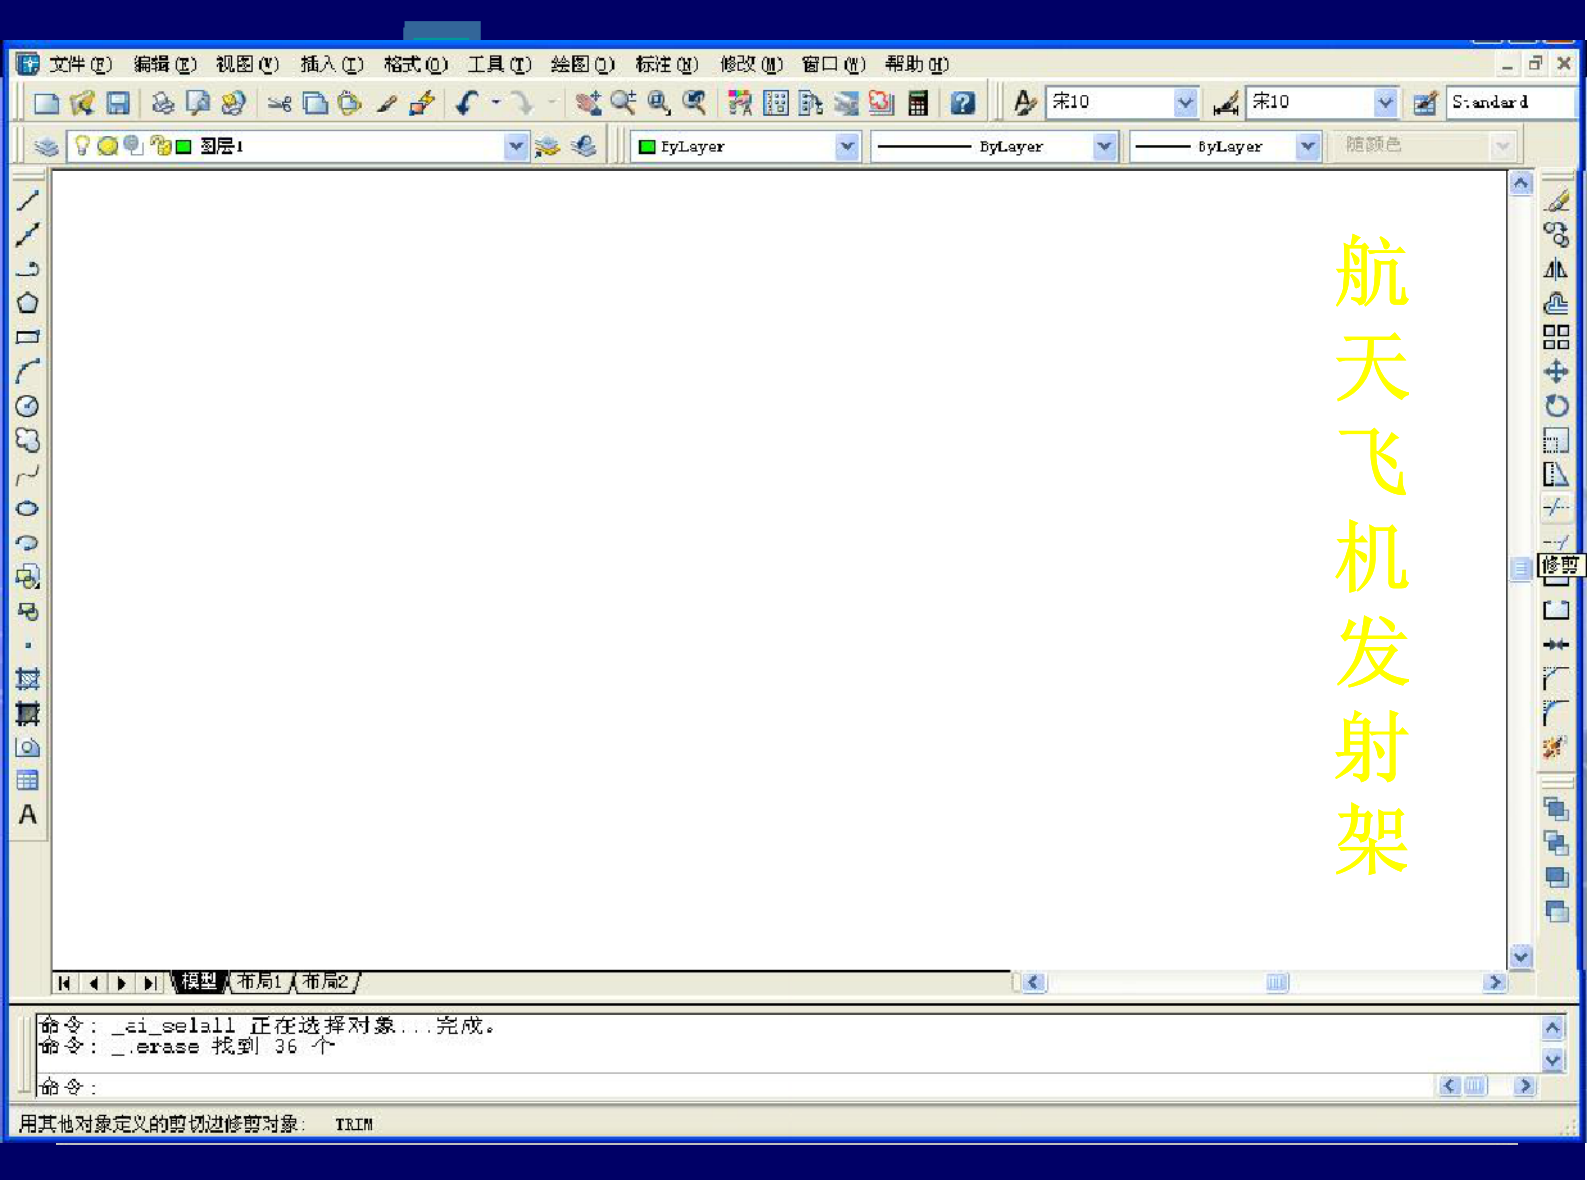 文件(F) 编辑(E) 视图(V) 插入(I) 格式(O) 工具(T) 绘图(D) 标注(N) 修改(M) 窗口(W) 帮助(H)
宋10 宋10 Standard
图层1 ByLayer ByLayer ByLayer 随颜色
航
天
飞
机
发
射
架
修剪
A
模型 布局1 布局2
命令: _ai_selall 正在选择对象...完成。
命令: _.erase 找到 36 个
命令:
用其他对象定义的剪切边修剪对象: TRIM